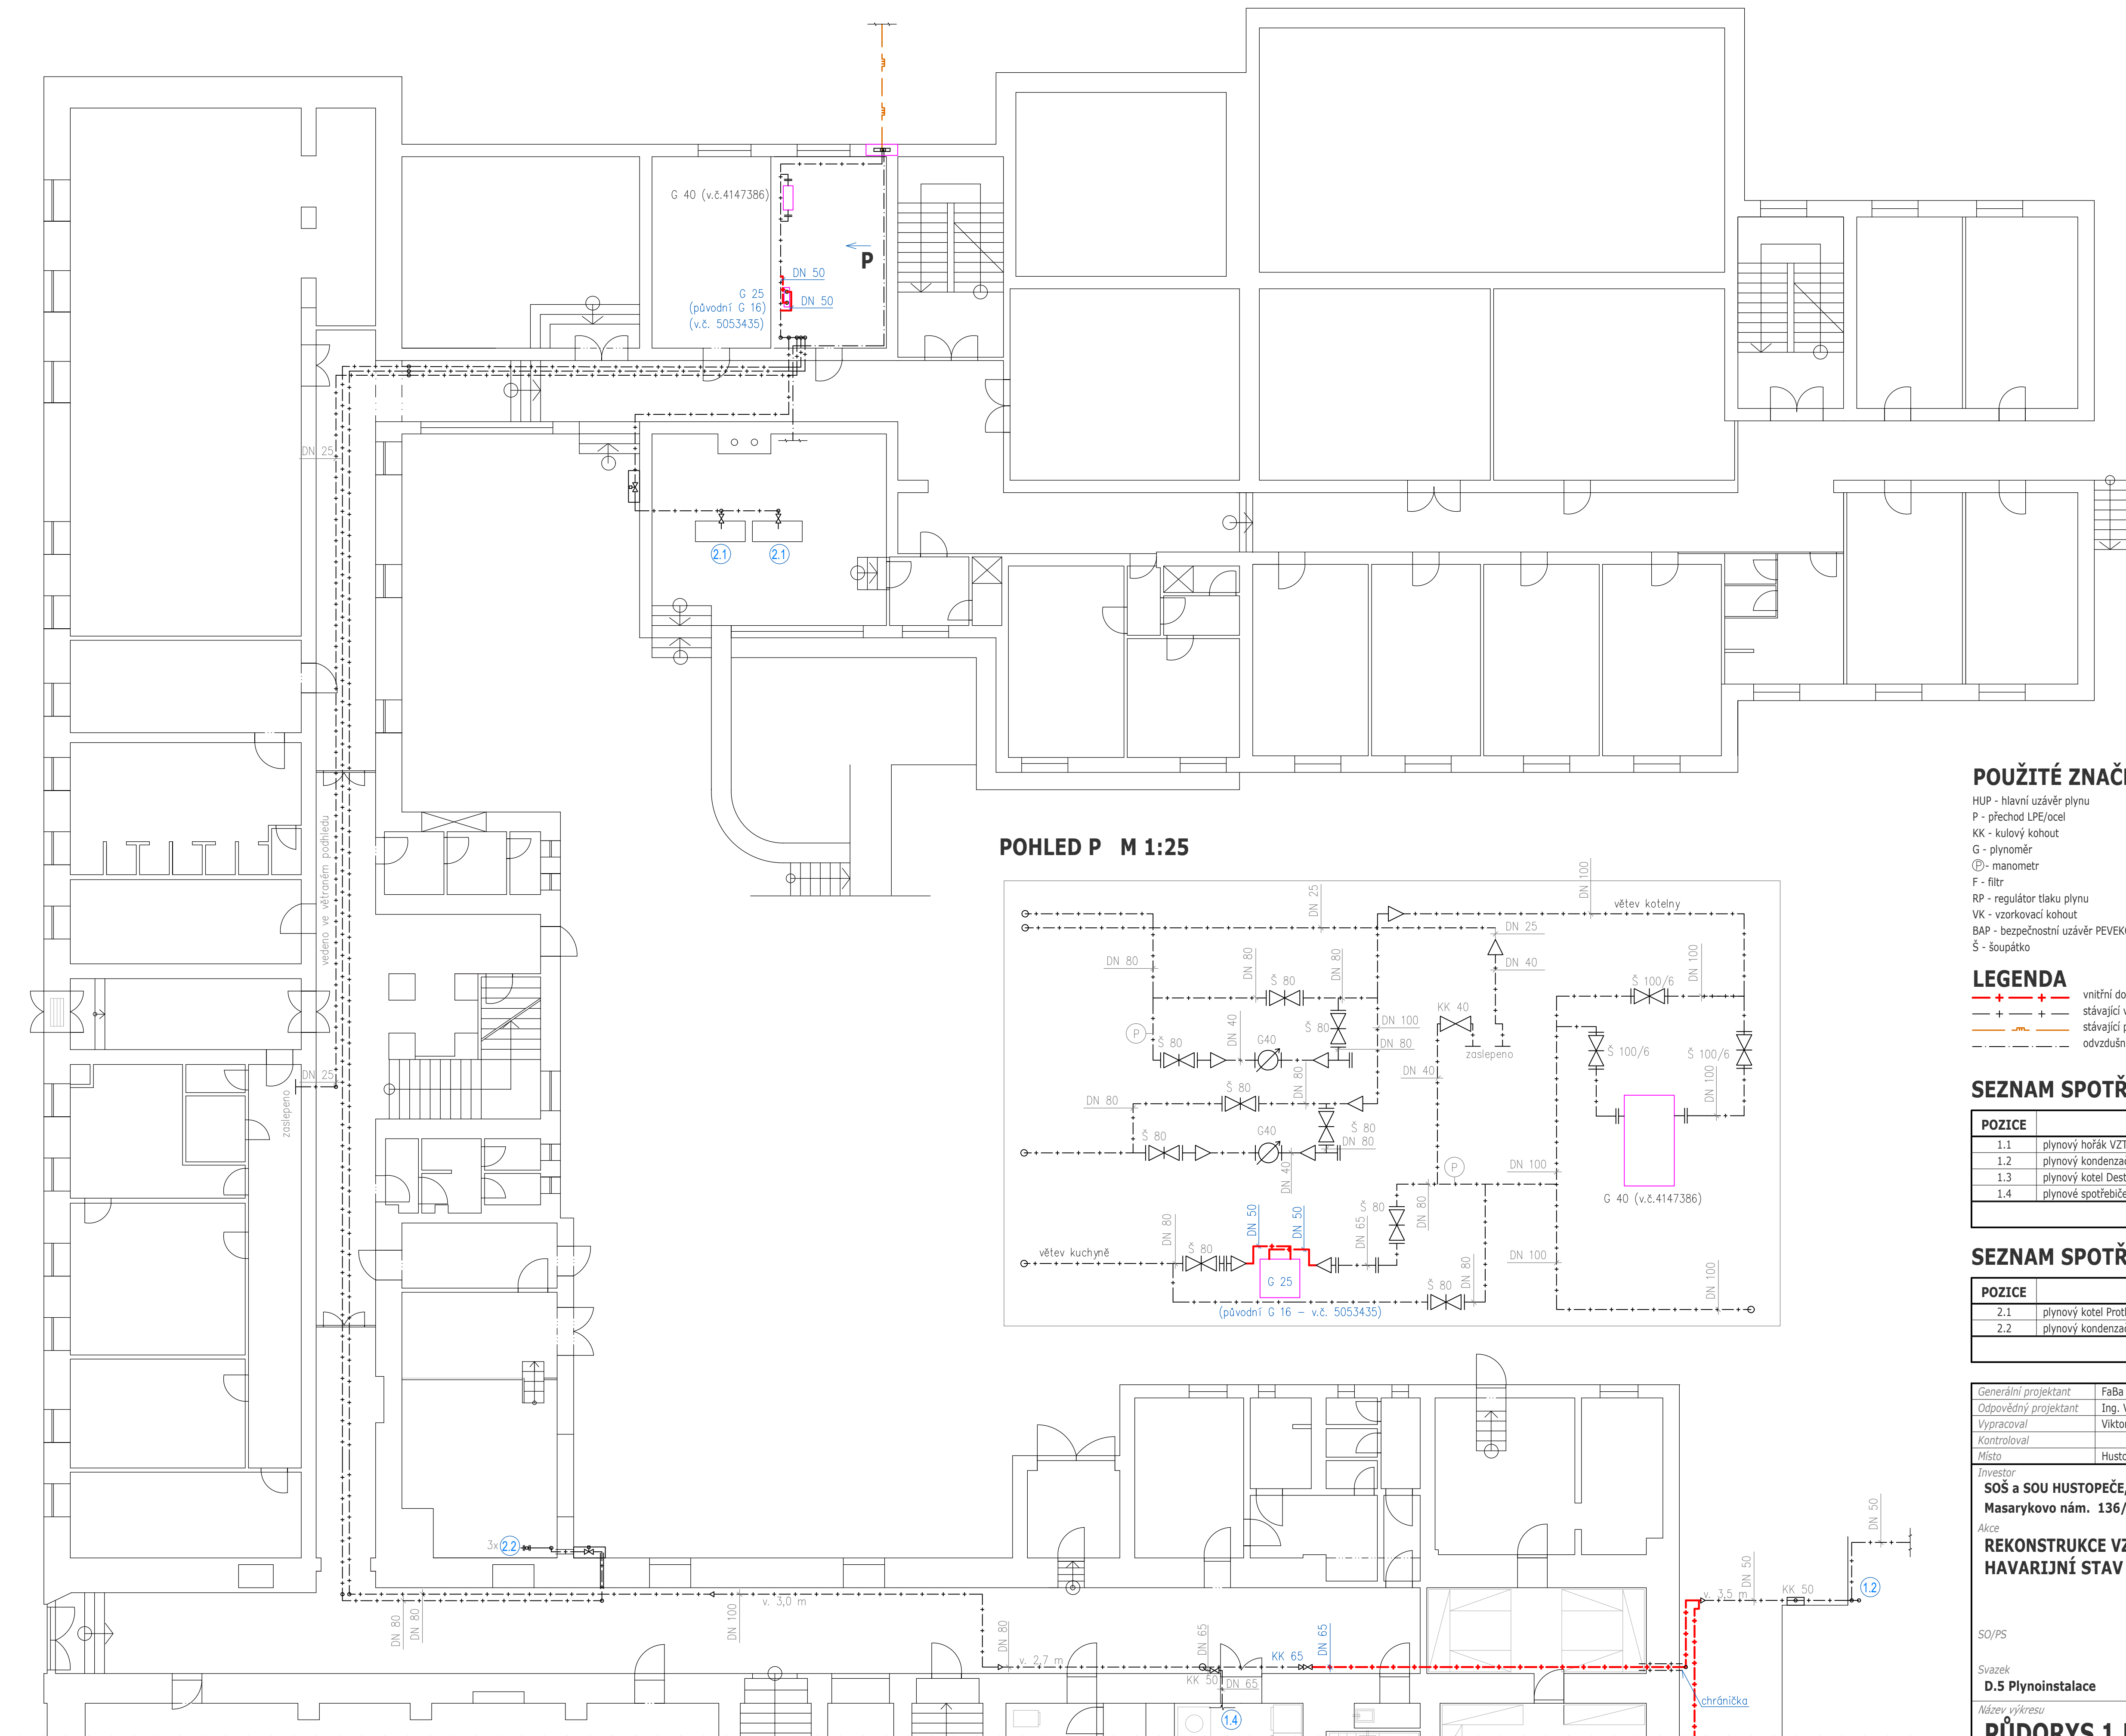 G 40 (v.č.4147386)
P
DN 50
G 25
(původní G 16)
(v.č. 5053435)
DN 50
DN 25
2.1
2.1
vedeno ve větraném podhledu
DN 25
zaslepeno
POHLED P M 1:25
DN 25
DN 100
větev kotelny
DN 25
DN 80
DN 80
Š 80
DN 80
DN 40
DN 100
Š 100/6
P
Š 80
DN 40
G40
Š 80
DN 100
DN 80
KK 40
zaslepeno
Š 100/6
Š 100/6
DN 80
Š 80
DN 80
DN 40
DN 100
Š 80
G40
Š 80
DN 80
DN 40
P
DN 100
G 40 (v.č.4147386)
větev kuchyně
DN 80
Š 80
DN 50
DN 50
DN 65
Š 80
DN 80
DN 100
G 25
Š 80
DN 80
DN 100
(původní G 16 – v.č. 5053435)
3x 2.2
DN 80
DN 80
DN 100
v. 3,0 m
DN 80
v. 2,7 m
DN 65
KK 50
DN 65
KK 65
DN 65
1.4
chránička
v. 3,5 m
DN 50
KK 50
DN 50
1.2
POUŽITÉ ZNAČ
HUP - hlavní uzávěr plynu
P - přechod LPE/ocel
KK - kulový kohout
G - plynoměr
P - manometr
F - filtr
RP - regulátor tlaku plynu
VK - vzorkovací kohout
BAP - bezpečnostní uzávěr PEVEK
Š - šoupátko
LEGENDA
vnitřní do
stávající v
stávající p
odvzdušn
SEZNAM SPOTŘ
POZICE
1.1 plynový hořák VZT
1.2 plynový kondenzač
1.3 plynový kotel Dest
1.4 plynové spotřebiče
SEZNAM SPOTŘ
POZICE
2.1 plynový kotel Prot
2.2 plynový kondenzač
Generální projektant FaBa
Odpovědný projektant Ing. V
Vypracoval Viktor
Kontroloval
Místo Husto
Investor
SOŠ a SOU HUSTOPEČE,
Masarykovo nám. 136/
Akce
REKONSTRUKCE VZ
HAVARIJNÍ STAV
SO/PS
Svazek
D.5 Plynoinstalace
Název výkresu
PŮDORYS 1